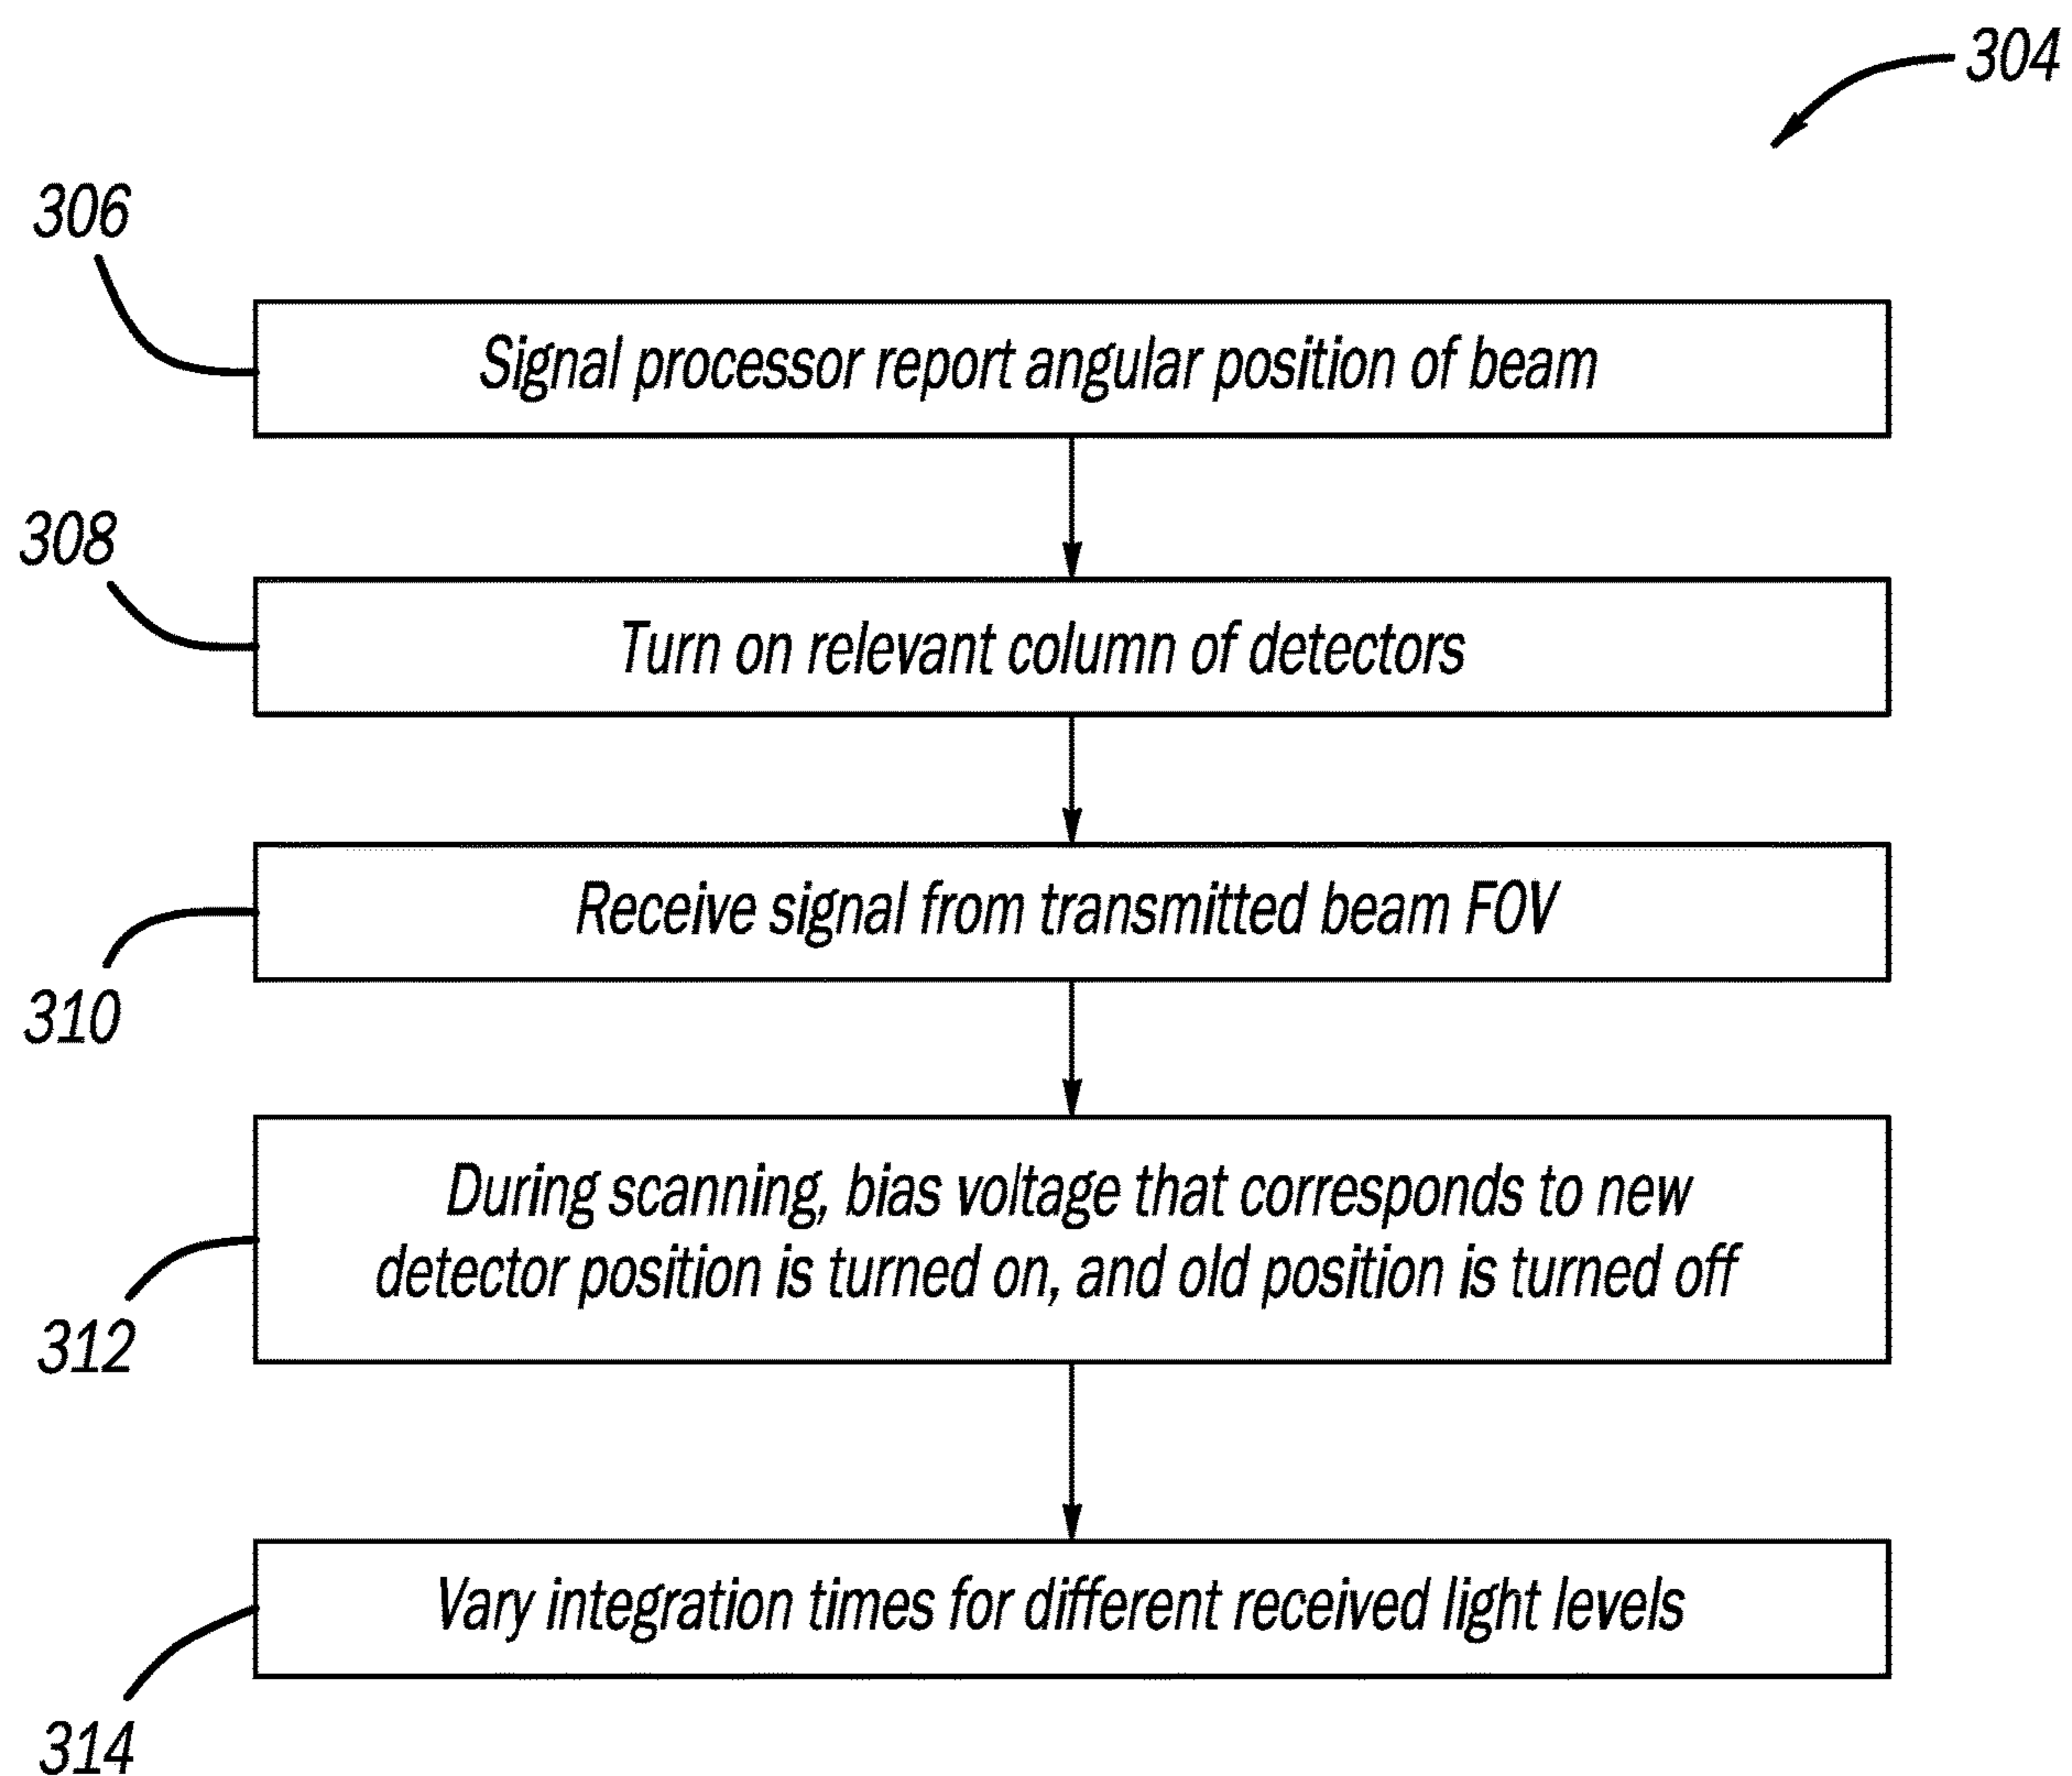 304
306
Signal processor report angular position of beam
308
Turn on relevant column of detectors
Receive signal from transmitted beam FOV
310
During scanning, bias voltage that corresponds to new
detector position is turned on, and old position is turned off
312
Vary integration times for different received light levels
314